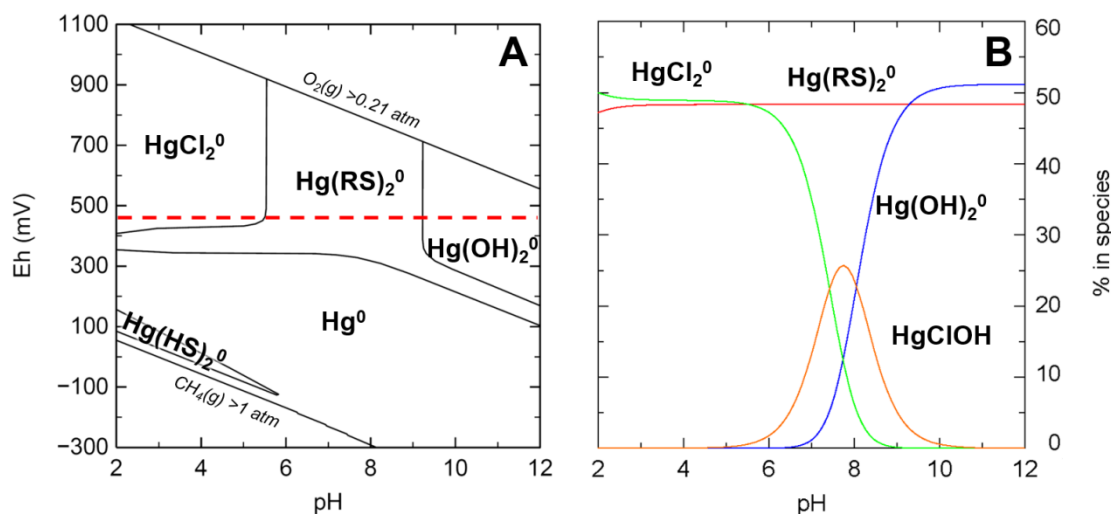 A
1100
900
700
500
300
100
−100
−300
Eh (mV)
2
4
6
8
10
12
pH
O₂(g) >0.21 atm
HgCl₂⁰
Hg(RS)₂⁰
Hg(OH)₂⁰
Hg⁰
Hg(HS)₂⁰
CH₄(g) >1 atm
B
HgCl₂⁰
Hg(RS)₂⁰
Hg(OH)₂⁰
HgClOH
60
50
40
30
20
10
0
% in species
2
4
6
8
10
12
pH